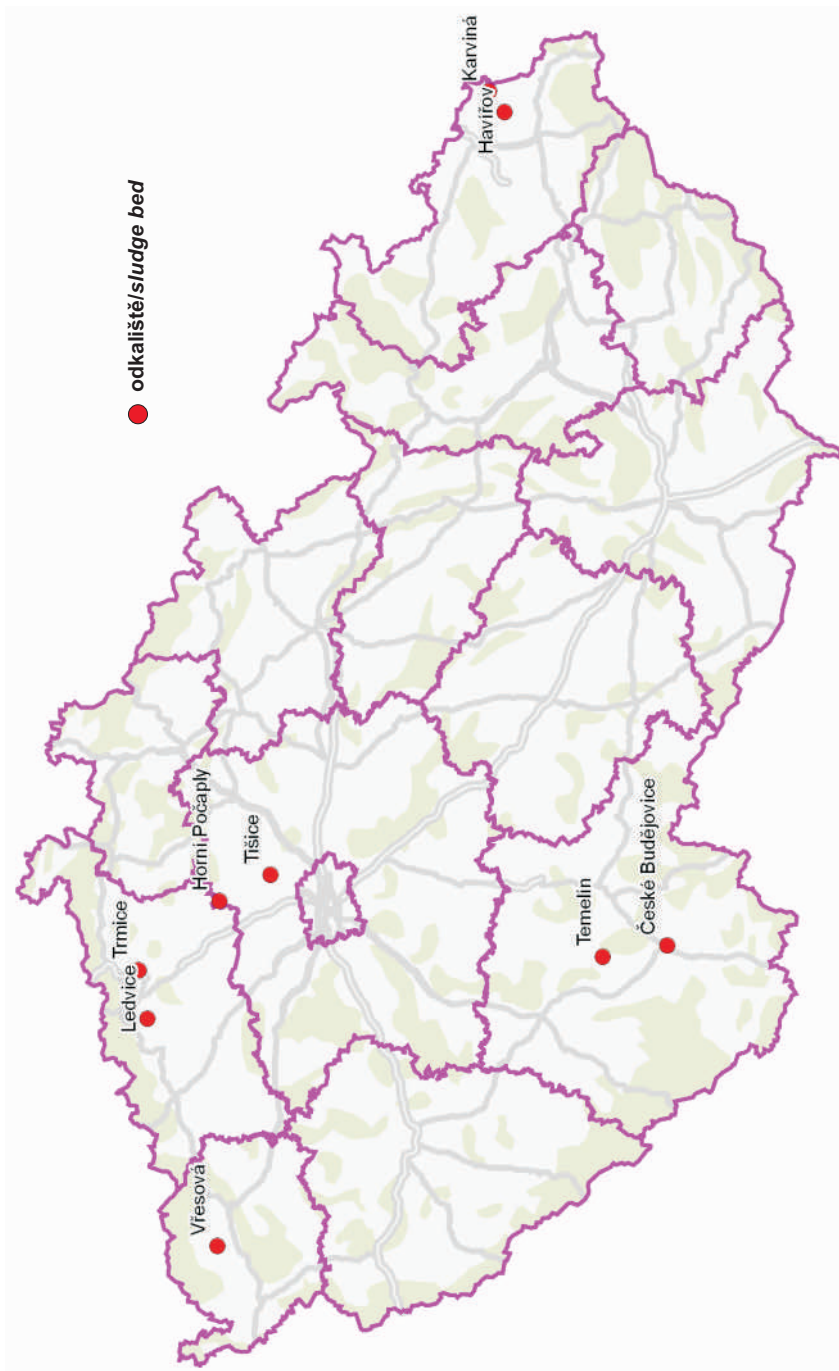 odkaliště/sludge bed
Karviná
Havířov
Trmice
Ledvice
Horní Počaply
Tišice
Vřesová
Temelín
České Budějovice